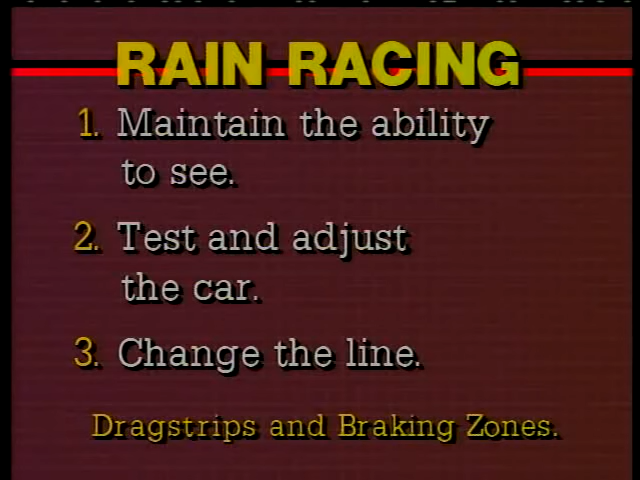 RAIN RACING
1. Maintain the ability
to see.
2. Test and adjust
the car.
3. Change the line.
Dragstrips and Braking Zones.